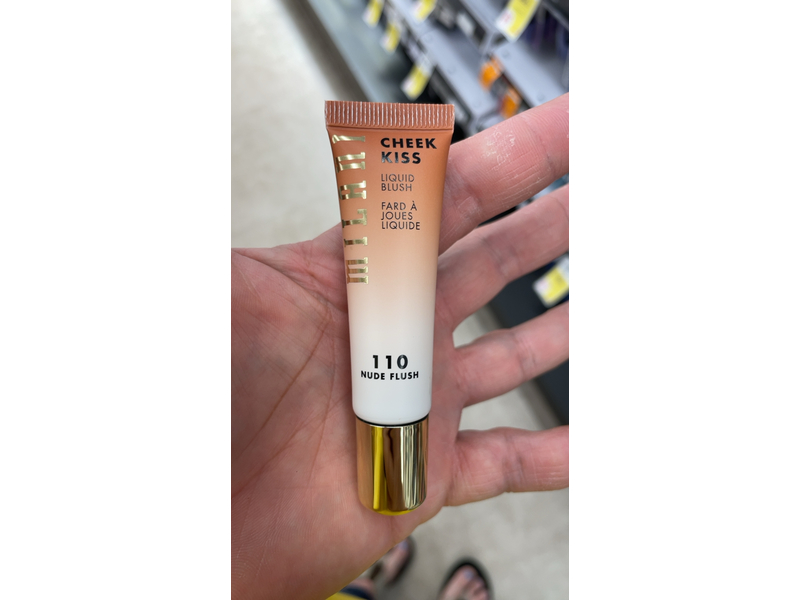 MILANI
CHEEK
KISS
LIQUID
BLUSH
FARD À
JOUES
LIQUIDE
110
NUDE FLUSH